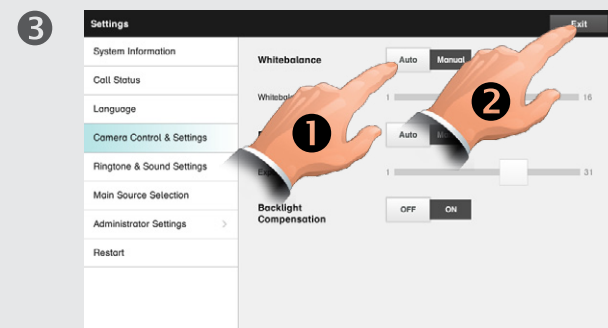 3
Settings
Exit
System Information
Call Status
Language
Camera Control & Settings
Ringtone & Sound Settings
Main Source Selection
Administrator Settings
Restart
Whitebalance
Auto
Manual
1
16
Auto
1
31
Backlight
Compensation
OFF
ON
1
2